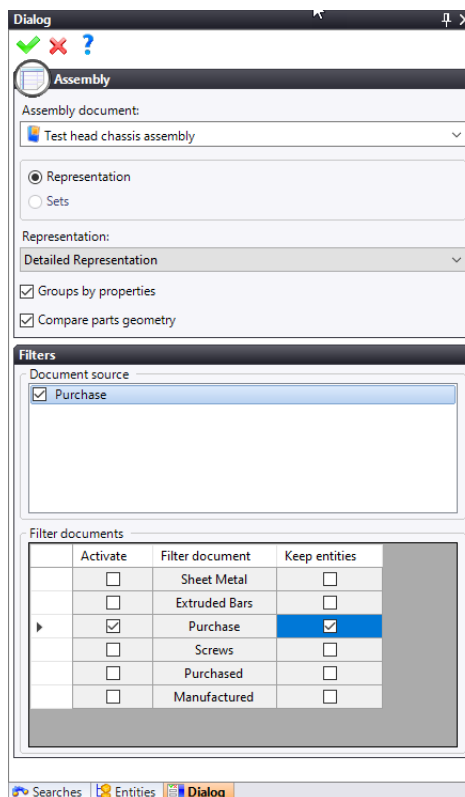 Dialog
?
Assembly
Assembly document:
Test head chassis assembly
Representation
Sets
Representation:
Detailed Representation
Groups by properties
Compare parts geometry
Filters
Document source
Purchase
Filter documents
Activate Filter document Keep entities
Sheet Metal
Extruded Bars
Purchase
Screws
Purchased
Manufactured
Searches Entities Dialog